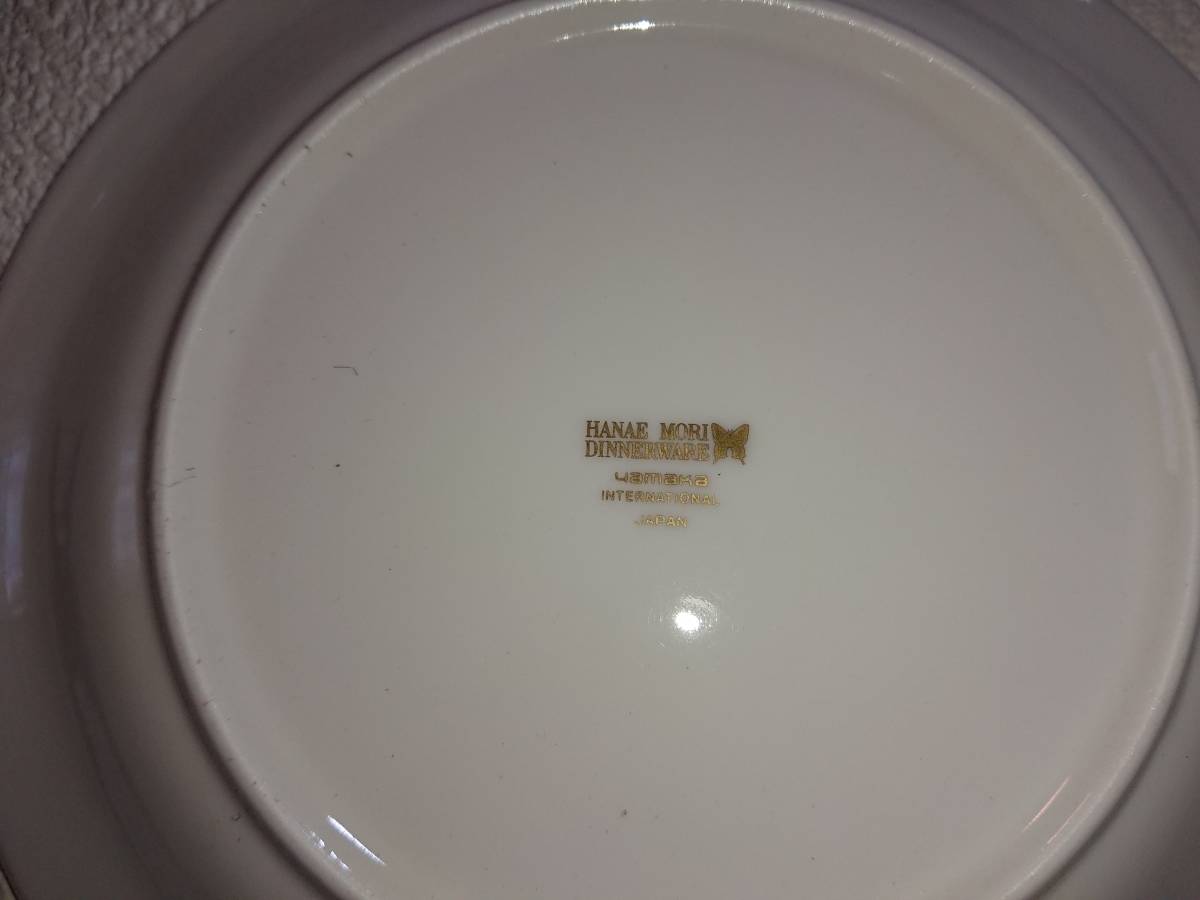 HANAE MORI
DINNERWARE
yamaka
INTERNATIONAL
JAPAN